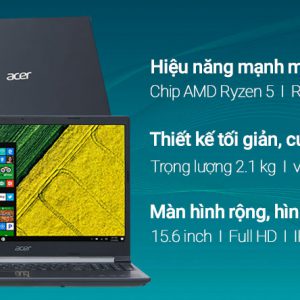 acer
Hiệu năng mạnh m
Chip AMD Ryzen 5 I R
Thiết kế tối giản, cu
Trọng lượng 2.1 kg I v
Màn hình rộng, hìn
15.6 inch I Full HD I I
acer